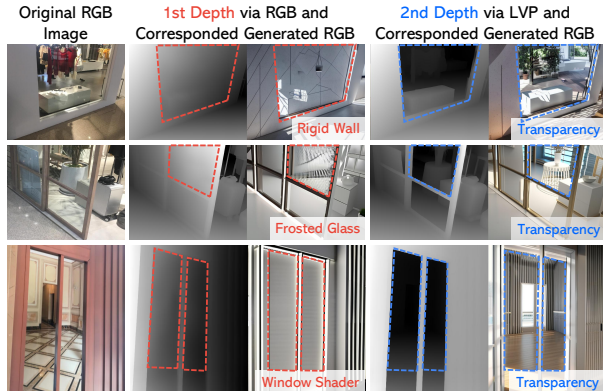 Original RGB
Image
1st Depth via RGB and
Corresponded Generated RGB
2nd Depth via LVP and
Corresponded Generated RGB
Rigid Wall
Transparency
Frosted Glass
Transparency
Window Shader
Transparency